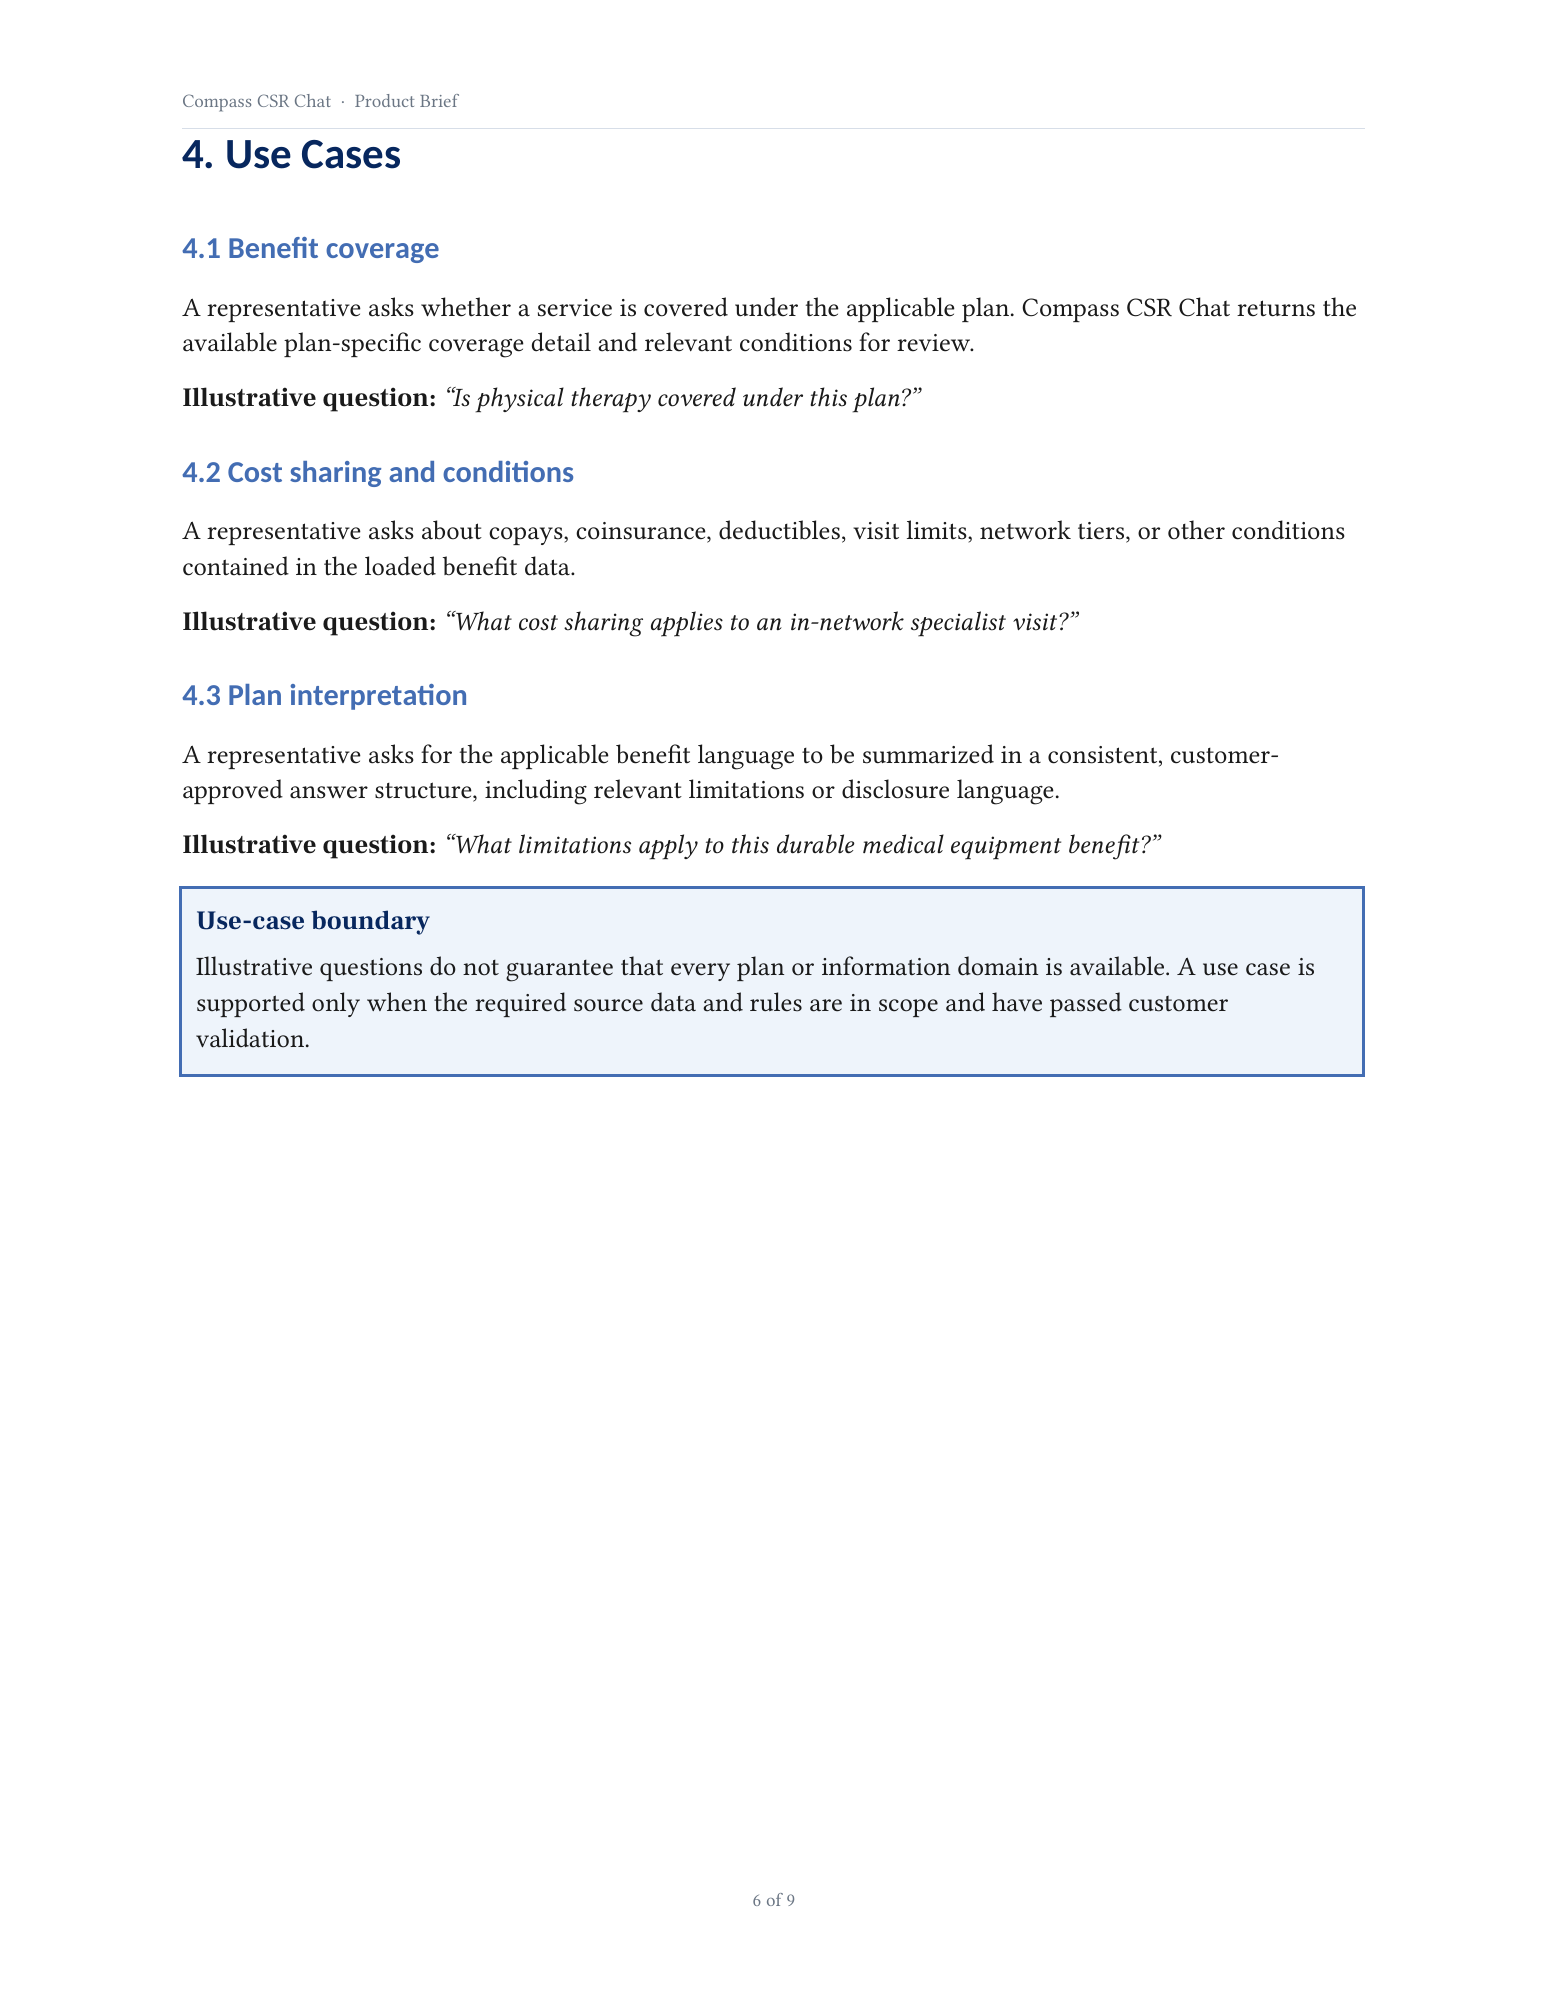 Compass CSR Chat · Product Brief
4. Use Cases
4.1 Benefit coverage
A representative asks whether a service is covered under the applicable plan. Compass CSR Chat returns the
available plan-specific coverage detail and relevant conditions for review.
Illustrative question: “Is physical therapy covered under this plan?”
4.2 Cost sharing and conditions
A representative asks about copays, coinsurance, deductibles, visit limits, network tiers, or other conditions
contained in the loaded benefit data.
Illustrative question: “What cost sharing applies to an in-network specialist visit?”
4.3 Plan interpretation
A representative asks for the applicable benefit language to be summarized in a consistent, customer-
approved answer structure, including relevant limitations or disclosure language.
Illustrative question: “What limitations apply to this durable medical equipment benefit?”
Use-case boundary
Illustrative questions do not guarantee that every plan or information domain is available. A use case is
supported only when the required source data and rules are in scope and have passed customer
validation.
6 of 9